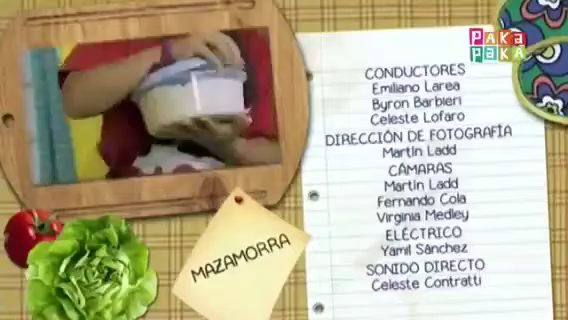 PAKA
PAKA
CONDUCTORES
Emiliano Larea
Byron Barbieri
Celeste Lofaro
DIRECCIÓN DE FOTOGRAFÍA
Martín Ladd
CÁMARAS
Martín Ladd
Fernando Cola
Virginia Medley
ELÉCTRICO
Yamil Sánchez
SONIDO DIRECTO
Celeste Contratti
MAZAMORRA